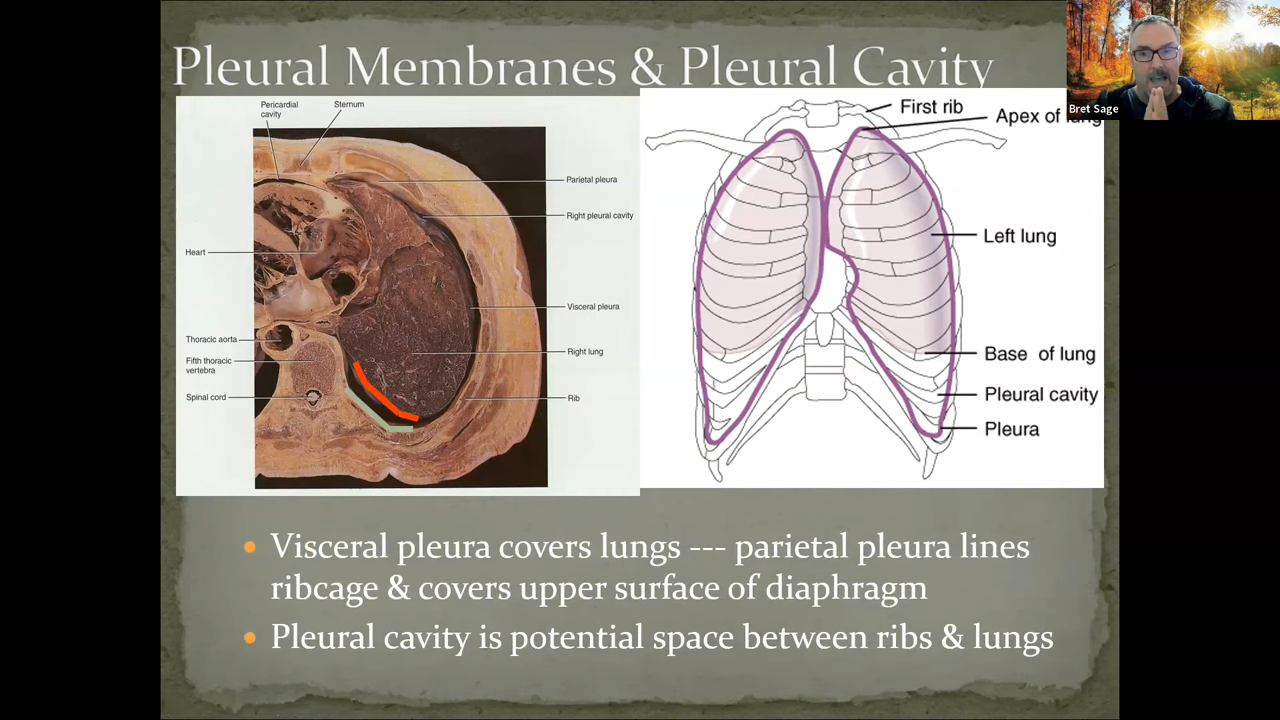 Pleural Membranes & Pleural Cavity
Bret Sage
Pericardial
cavity
Sternum
Parietal pleura
Right pleural cavity
Heart
Visceral pleura
Thoracic aorta
Right lung
Fifth thoracic
vertebra
Spinal cord
Rib
First rib
Apex of lung
Left lung
Base of lung
Pleural cavity
Pleura
Visceral pleura covers lungs --- parietal pleura lines
ribcage & covers upper surface of diaphragm
Pleural cavity is potential space between ribs & lungs